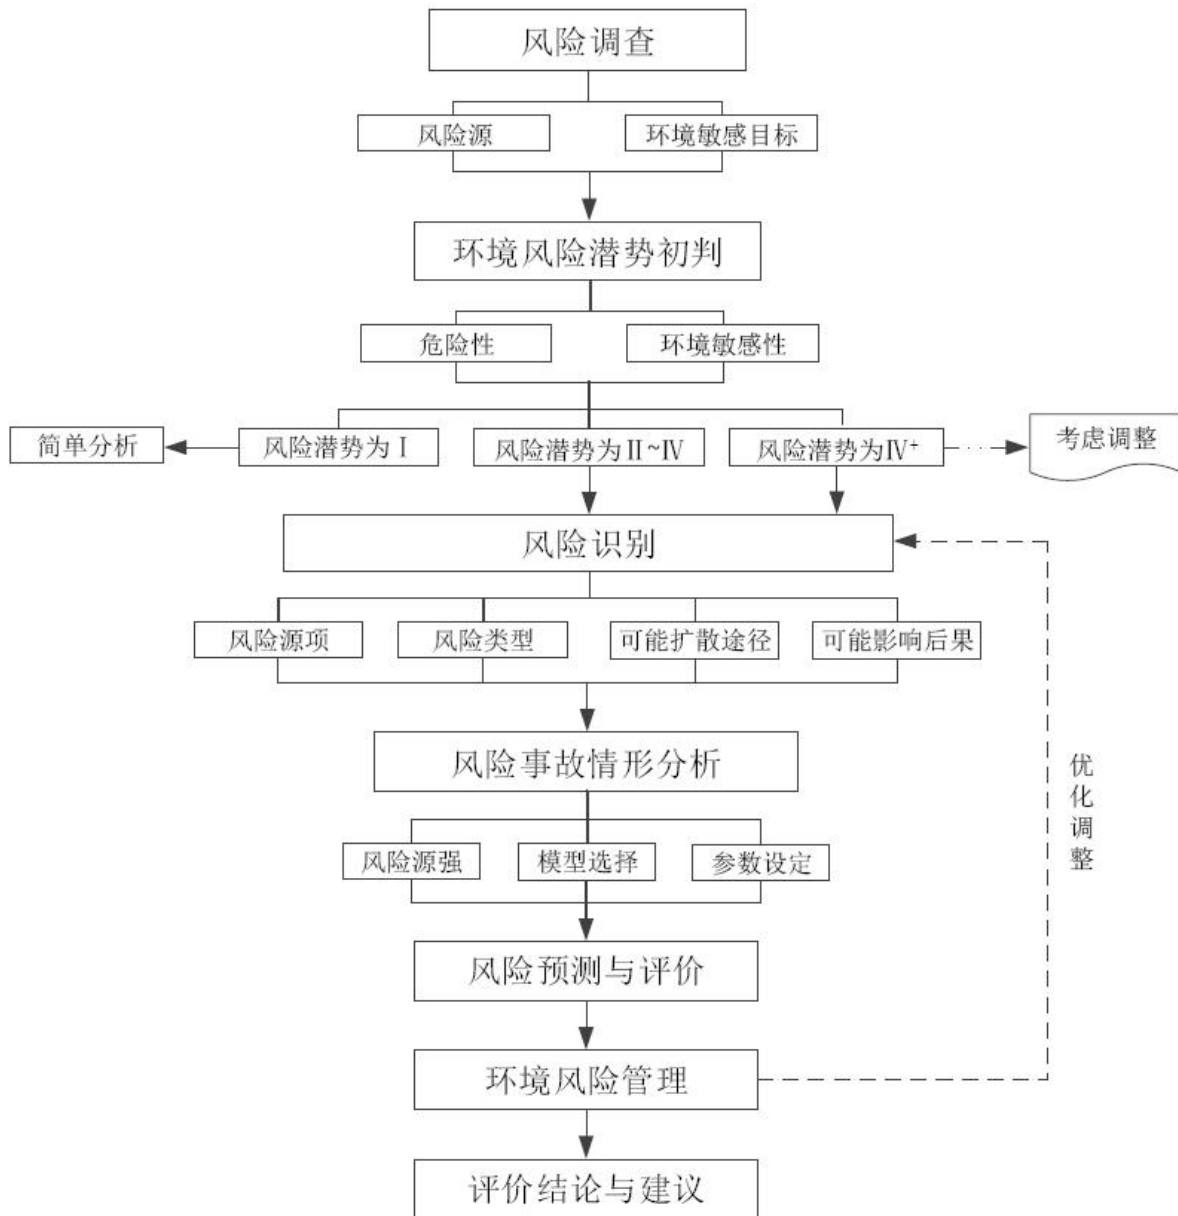 风险调查
风险源
环境敏感目标
环境风险潜势初判
危险性
环境敏感性
简单分析
风险潜势为Ⅰ
风险潜势为Ⅱ~Ⅳ
风险潜势为Ⅳ⁺
考虑调整
风险识别
风险源项
风险类型
可能扩散途径
可能影响后果
风险事故情形分析
优化调整
风险源强
模型选择
参数设定
风险预测与评价
环境风险管理
评价结论与建议